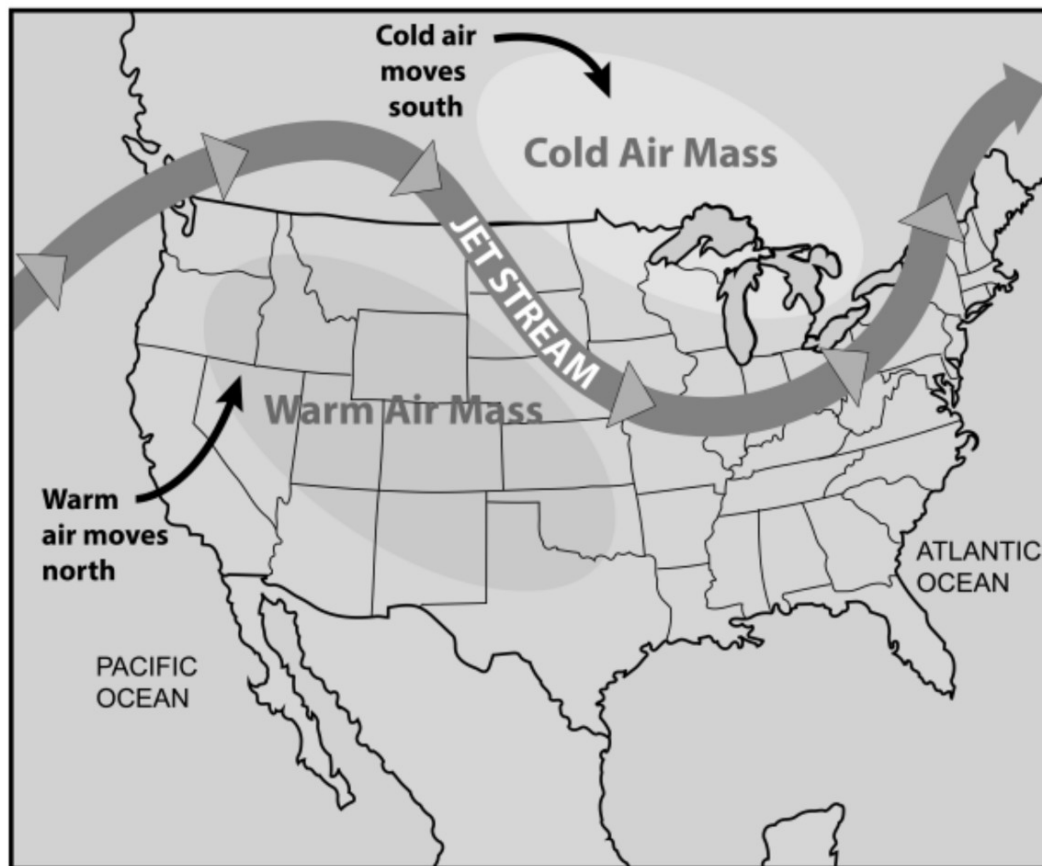 Cold air
moves
south
Cold Air Mass
JET STREAM
Warm Air Mass
Warm
air moves
north
ATLANTIC
OCEAN
PACIFIC
OCEAN